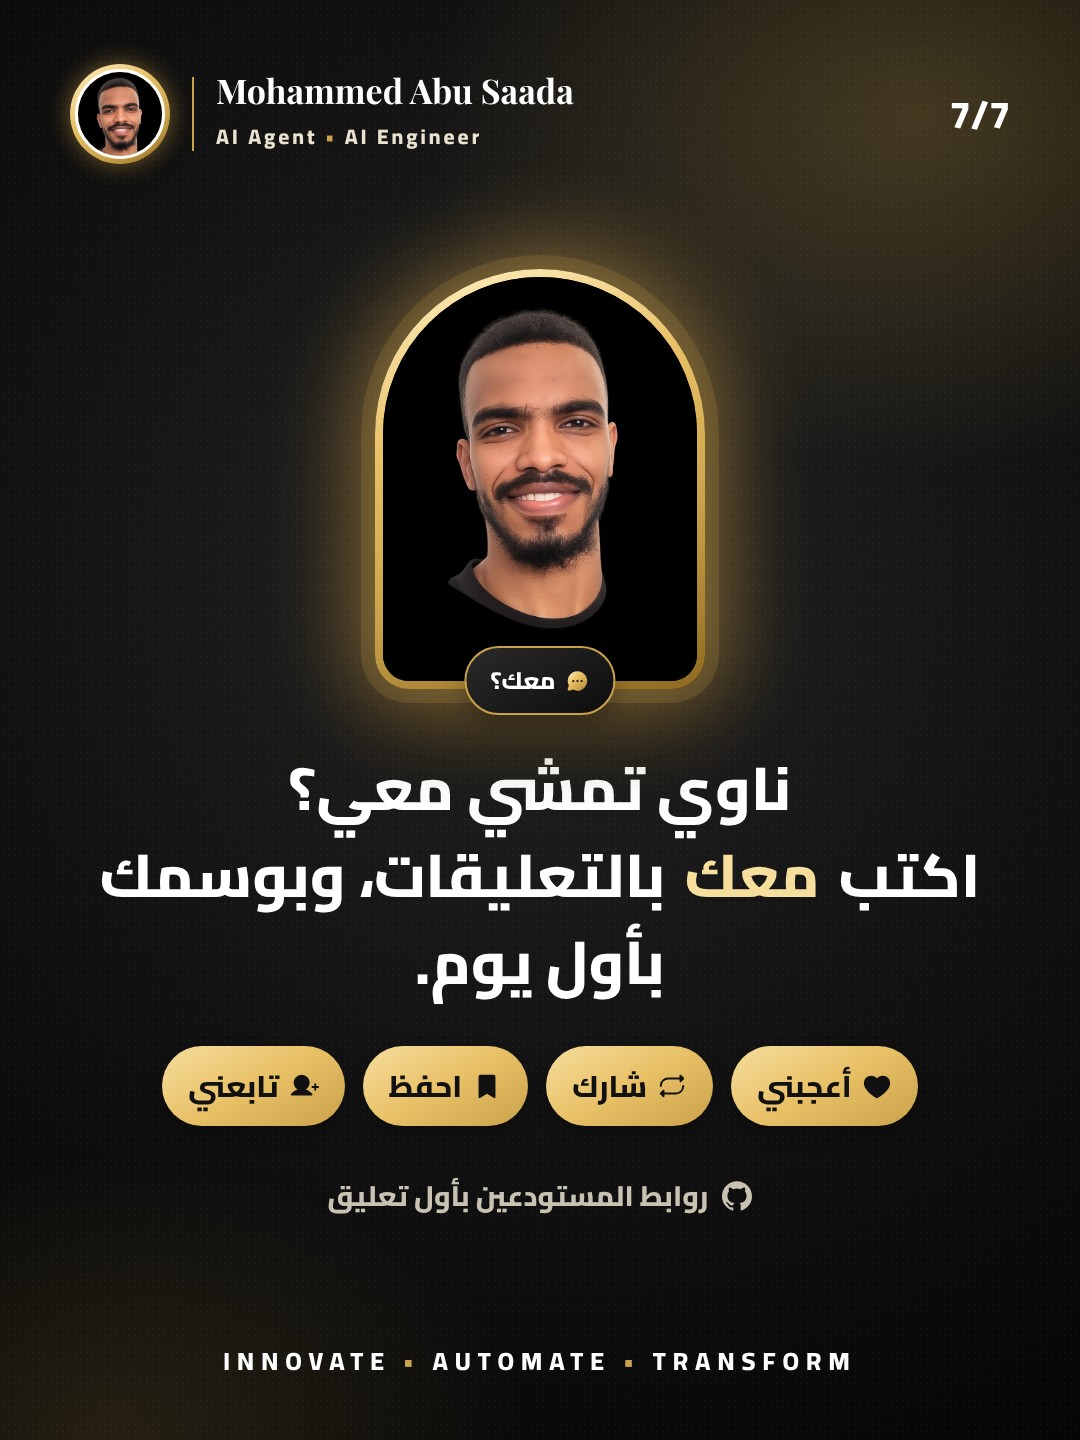 Mohammed Abu Saada
AI Agent ▪ AI Engineer
7/7
معك؟
ناوي تمشي معي؟
اكتب معك بالتعليقات، وبوسمك
بأول يوم.
أعجبني
شارك
احفظ
تابعني
روابط المستودعين بأول تعليق
INNOVATE ▪ AUTOMATE ▪ TRANSFORM